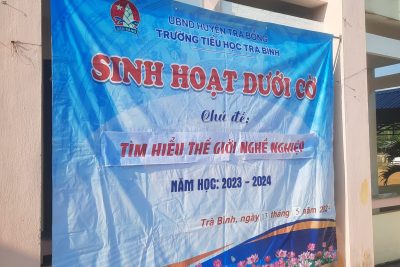 UBND HUYỆN TRÀ BỒNG
TRƯỜNG TIỂU HỌC TRÀ BÌNH
SINH HOẠT DƯỚI CỜ
Chủ đề:
TÌM HIỂU THẾ GIỚI NGHỀ NGHIỆP
NĂM HỌC: 2023 - 2024
Trà Bình, ngày tháng 5 năm